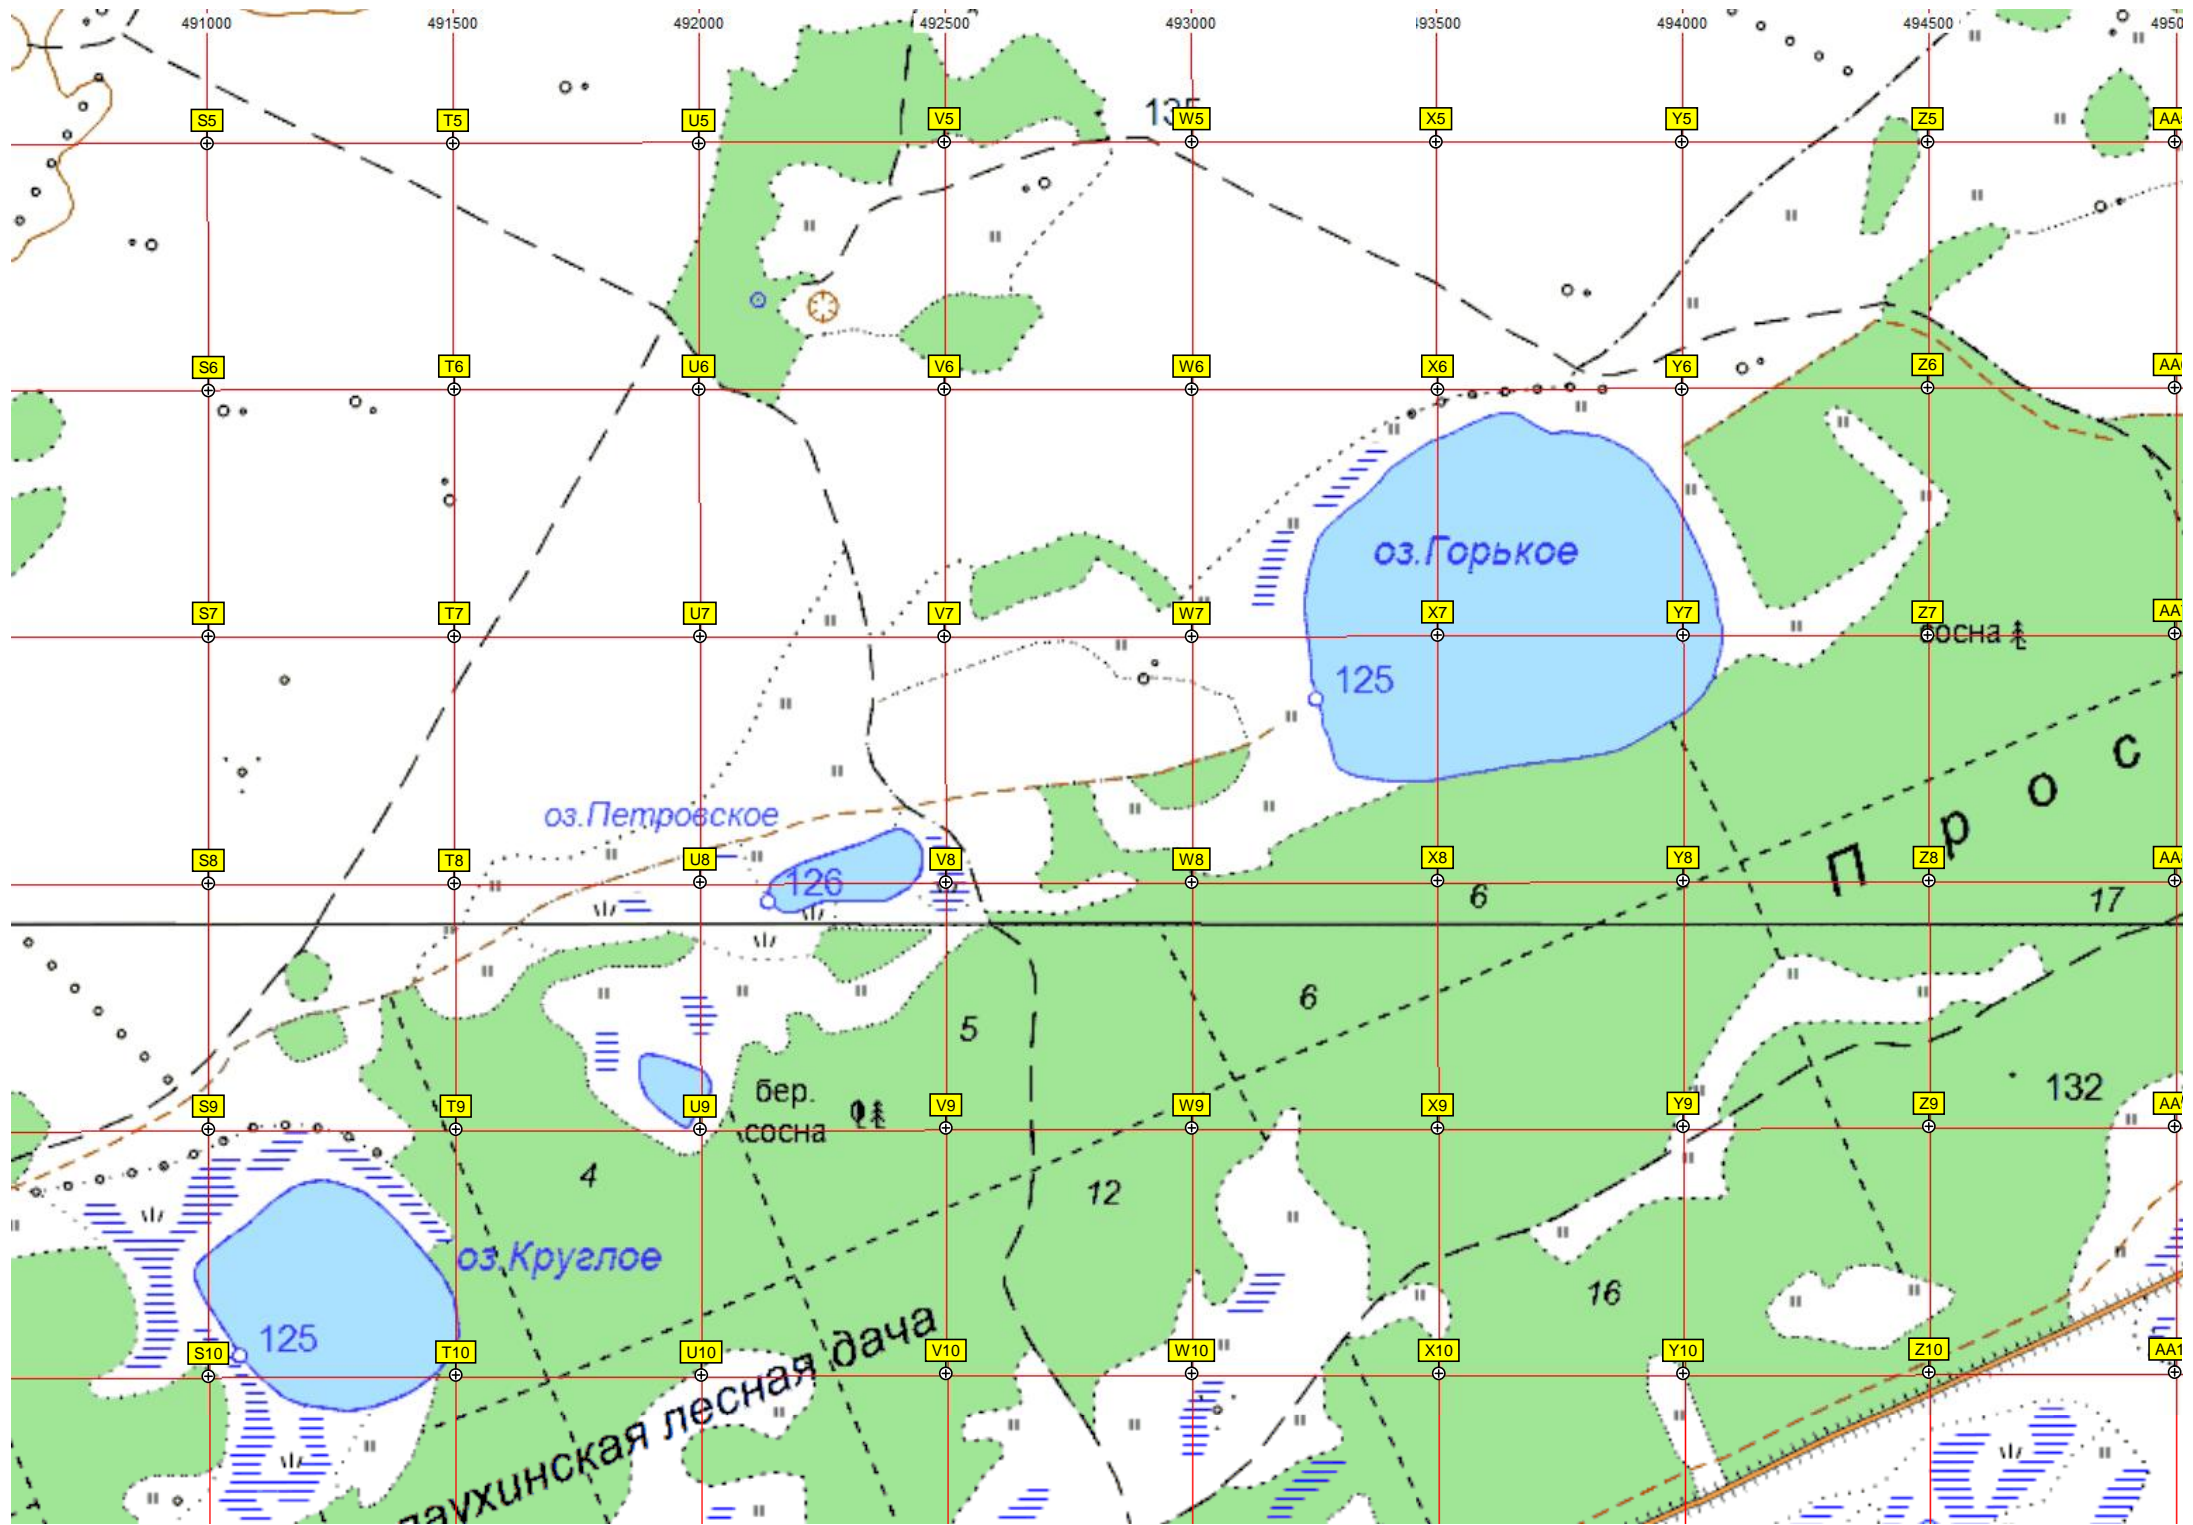 491000 491500 492000 492500 493000 493500 494000 494500
135
S5 T5 U5 V5 W5 X5 Y5 Z5
S6 T6 U6 V6 W6 X6 Y6 Z6
оз.Горькое
S7 T7 U7 V7 W7 X7 Y7 Z7
сосна
125
с
о
р
П
оз.Петровское
S8 T8 U8 V8 W8 X8 Y8 Z8
126
6 17
6
5
бер.
сосна
132
S9 T9 U9 V9 W9 X9 Y9 Z9
4 12
оз.Круглое
16
125
S10 T10 U10 V10 W10 X10 Y10 Z10
лесная дача